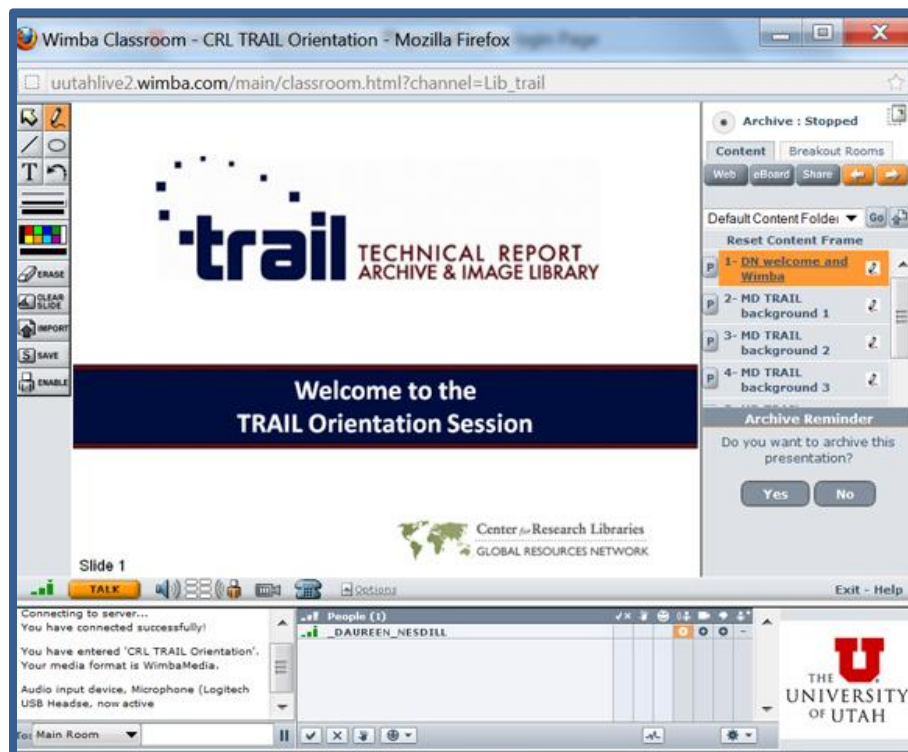 Wimba Classroom - CRL TRAIL Orientation - Mozilla Firefox
uutahlive2.wimba.com/main/classroom.html?channel=Lib_trail
T
ERASE
CLEAR SLIDE
IMPORT
S SAVE
ENABLE
trail TECHNICAL REPORT
ARCHIVE & IMAGE LIBRARY
Welcome to the
TRAIL Orientation Session
Center for Research Libraries
GLOBAL RESOURCES NETWORK
Slide 1
Archive : Stopped
Content Breakout Rooms
Web eBoard Share
Default Content Folder Go
Reset Content Frame
P 1- DN welcome and
Wimba
P 2- MD TRAIL
background 1
P 3- MD TRAIL
background 2
P 4- MD TRAIL
background 3
Archive Reminder
Do you want to archive this
presentation?
Yes No
TALK Options Exit - Help
Connecting to server...
You have connected successfully!
You have entered 'CRL TRAIL Orientation'.
Your media format is WimbaMedia.
Audio input device, Microphone (Logitech
USB Headse, now active
To: Main Room
People (1)
_DAUREEN_NESDILL
U
THE
UNIVERSITY
OF UTAH